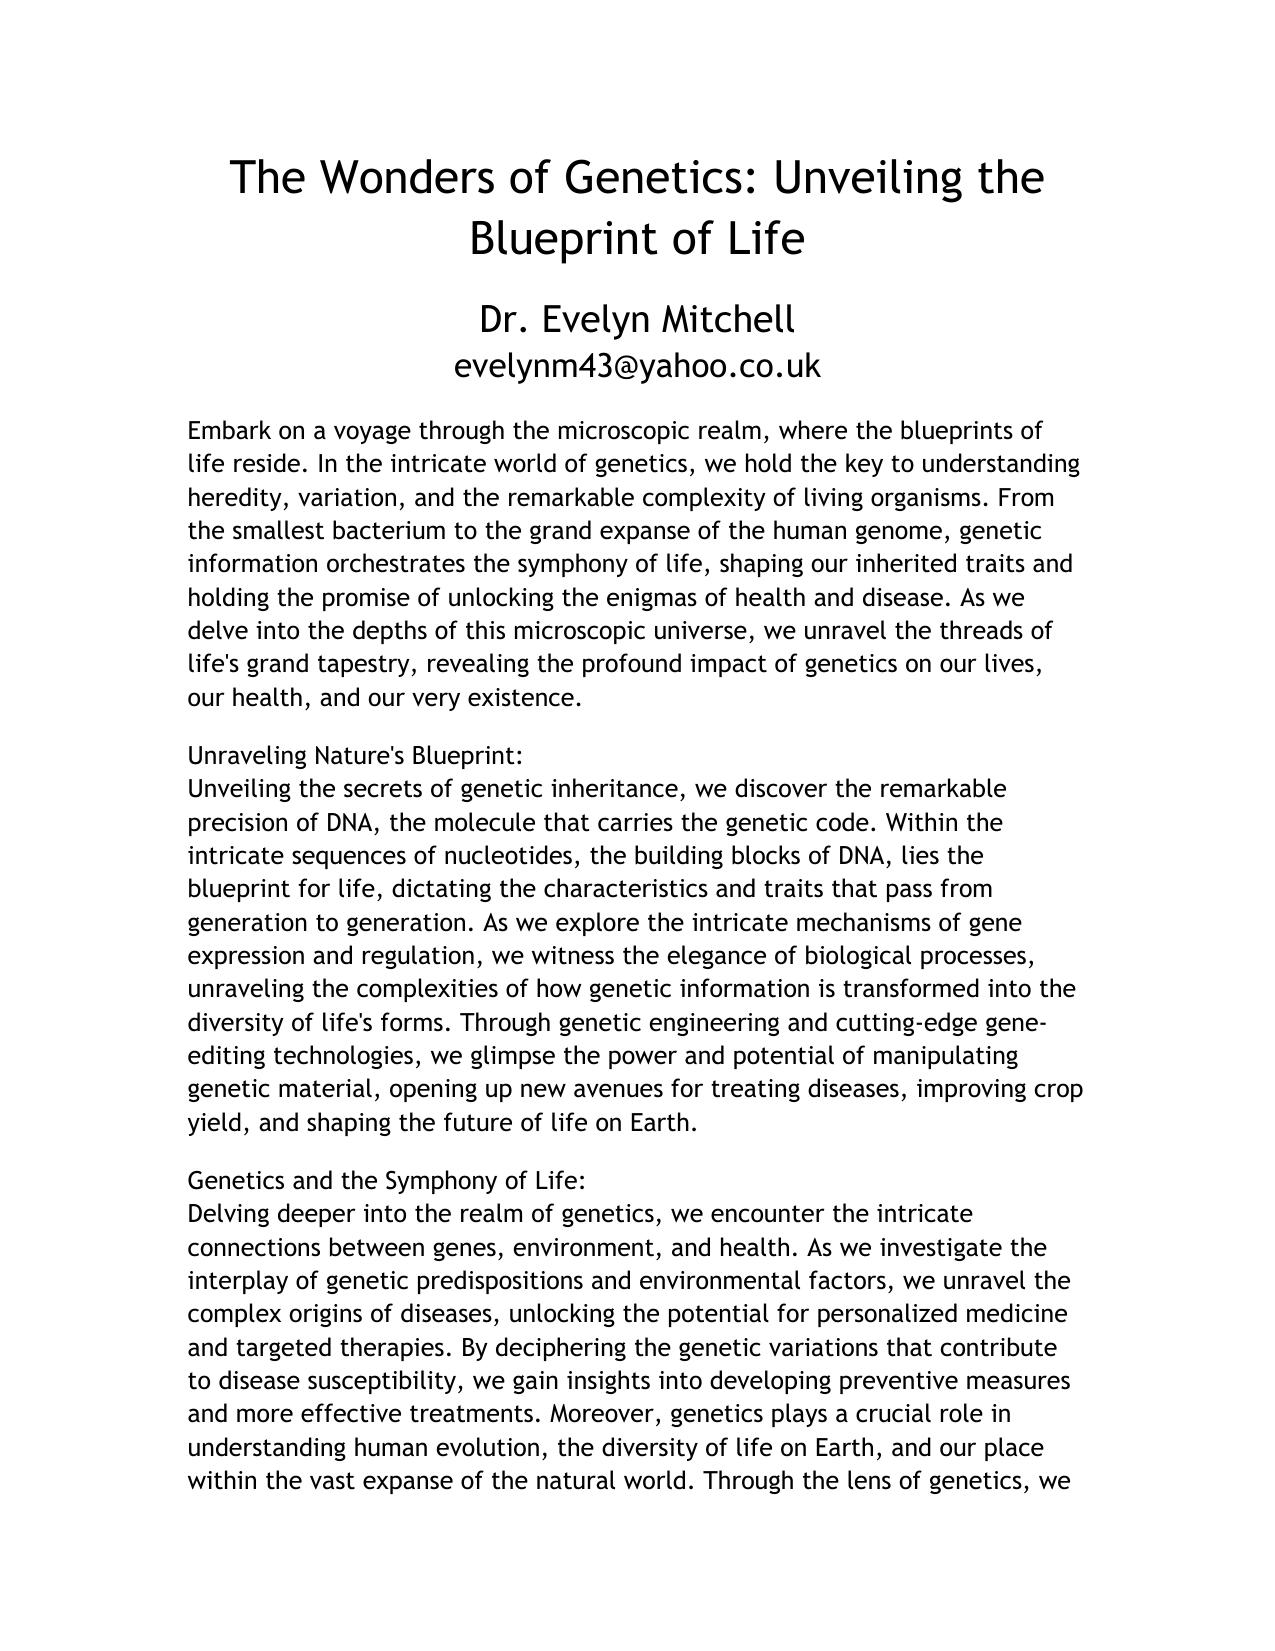 The Wonders of Genetics: Unveiling the
Blueprint of Life
Dr. Evelyn Mitchell
evelynm43@yahoo.co.uk
Embark on a voyage through the microscopic realm, where the blueprints of
life reside. In the intricate world of genetics, we hold the key to understanding
heredity, variation, and the remarkable complexity of living organisms. From
the smallest bacterium to the grand expanse of the human genome, genetic
information orchestrates the symphony of life, shaping our inherited traits and
holding the promise of unlocking the enigmas of health and disease. As we
delve into the depths of this microscopic universe, we unravel the threads of
life's grand tapestry, revealing the profound impact of genetics on our lives,
our health, and our very existence.
Unraveling Nature's Blueprint:
Unveiling the secrets of genetic inheritance, we discover the remarkable
precision of DNA, the molecule that carries the genetic code. Within the
intricate sequences of nucleotides, the building blocks of DNA, lies the
blueprint for life, dictating the characteristics and traits that pass from
generation to generation. As we explore the intricate mechanisms of gene
expression and regulation, we witness the elegance of biological processes,
unraveling the complexities of how genetic information is transformed into the
diversity of life's forms. Through genetic engineering and cutting-edge gene-
editing technologies, we glimpse the power and potential of manipulating
genetic material, opening up new avenues for treating diseases, improving crop
yield, and shaping the future of life on Earth.
Genetics and the Symphony of Life:
Delving deeper into the realm of genetics, we encounter the intricate
connections between genes, environment, and health. As we investigate the
interplay of genetic predispositions and environmental factors, we unravel the
complex origins of diseases, unlocking the potential for personalized medicine
and targeted therapies. By deciphering the genetic variations that contribute
to disease susceptibility, we gain insights into developing preventive measures
and more effective treatments. Moreover, genetics plays a crucial role in
understanding human evolution, the diversity of life on Earth, and our place
within the vast expanse of the natural world. Through the lens of genetics, we